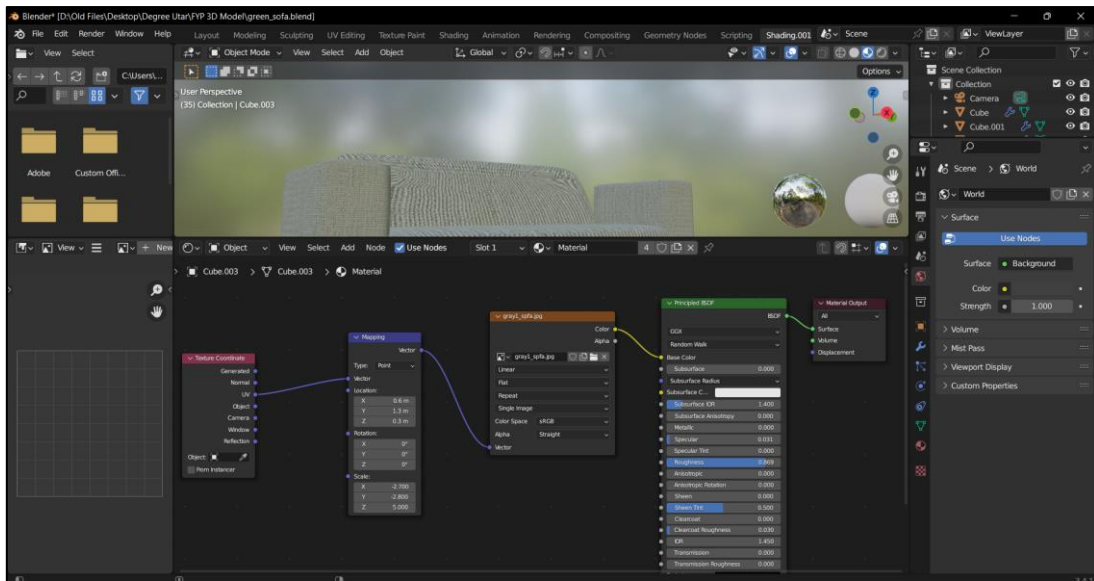 Blender* [D:\Old Files\Desktop\Degree Utar\FYP 3D Model\green_sofa.blend]
File Edit Render Window Help
Layout Modeling Sculpting UV Editing Texture Paint Shading Animation Rendering Compositing Geometry Nodes Scripting Shading.001
Scene
ViewLayer
View Select
Object Mode View Select Add Object
Global
C:\Users\...
Options
User Perspective
(35) Collection | Cube.003
Adobe
Custom Offi...
Scene Collection
Collection
Camera
Cube
Cube.001
Scene > World
World
Surface
Use Nodes
Surface Background
Color
Strength 1.000
Volume
Mist Pass
Viewport Display
Custom Properties
View
New
Object View Select Add Node Use Nodes
Slot 1
Material 4
Cube.003 > Cube.003 > Material
Texture Coordinate
Generated
Normal
UV
Object
Camera
Window
Reflection
Object:
From Instancer
Mapping
Vector
Type: Point
Vector
Location:
X 0.6 m
Y 1.3 m
Z 0.3 m
Rotation:
X 0°
Y 0°
Z 0°
Scale:
X -2.700
Y -2.800
Z 5.000
gray1_spfa.jpg
Color
Alpha
gray1_spfa.jpg
Linear
Flat
Repeat
Single Image
Color Space sRGB
Alpha Straight
Vector
Principled BSDF
BSDF
GGX
Random Walk
Base Color
Subsurface 0.000
Subsurface Radius
Subsurface C...
Subsurface IOR 1.400
Subsurface Anisotropy 0.000
Metallic 0.000
Specular 0.031
Specular Tint 0.000
Roughness 0.869
Anisotropic 0.000
Anisotropic Rotation 0.000
Sheen 0.000
Sheen Tint 0.500
Clearcoat 0.000
Clearcoat Roughness 0.030
IOR 1.450
Transmission 0.000
Transmission Roughness 0.000
Material Output
All
Surface
Volume
Displacement